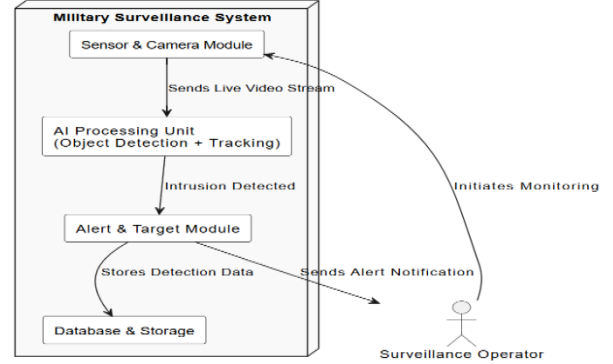 Military Surveillance System
Sensor & Camera Module
Sends Live Video Stream
AI Processing Unit
(Object Detection + Tracking)
Intrusion Detected
Initiates Monitoring
Alert & Target Module
Stores Detection Data
Sends Alert Notification
Database & Storage
Surveillance Operator